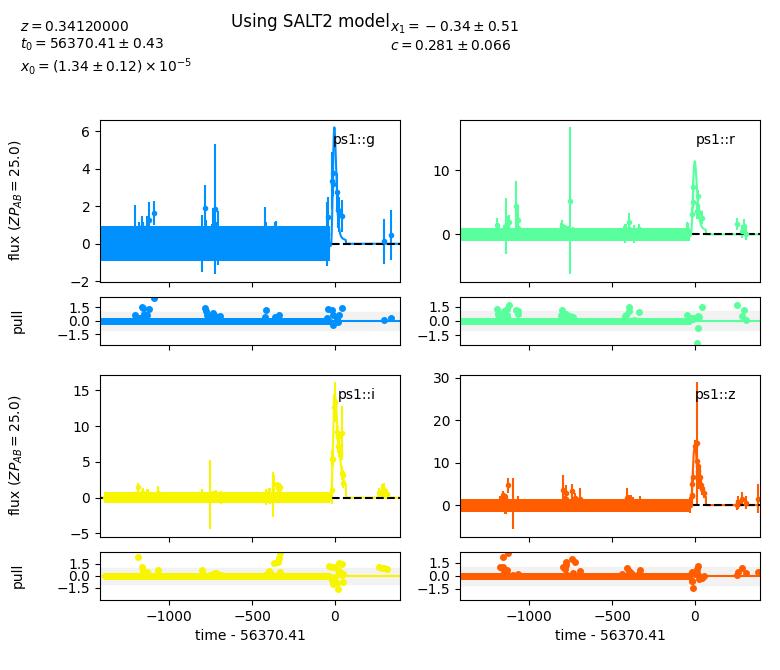 Using SALT2 model
z = 0.34120000
t₀ = 56370.41 ± 0.43
x₀ = (1.34 ± 0.12) × 10⁻⁵
x₁ = −0.34 ± 0.51
c = 0.281 ± 0.066
flux (ZP_AB = 25.0)
6
4
2
0
−2
ps1::g
10
0
ps1::r
pull
1.5
0.0
−1.5
1.5
0.0
−1.5
flux (ZP_AB = 25.0)
15
10
5
0
−5
ps1::i
30
20
10
0
ps1::z
pull
1.5
0.0
−1.5
1.5
0.0
−1.5
−1000 −500 0
−1000 −500 0
time - 56370.41
time - 56370.41